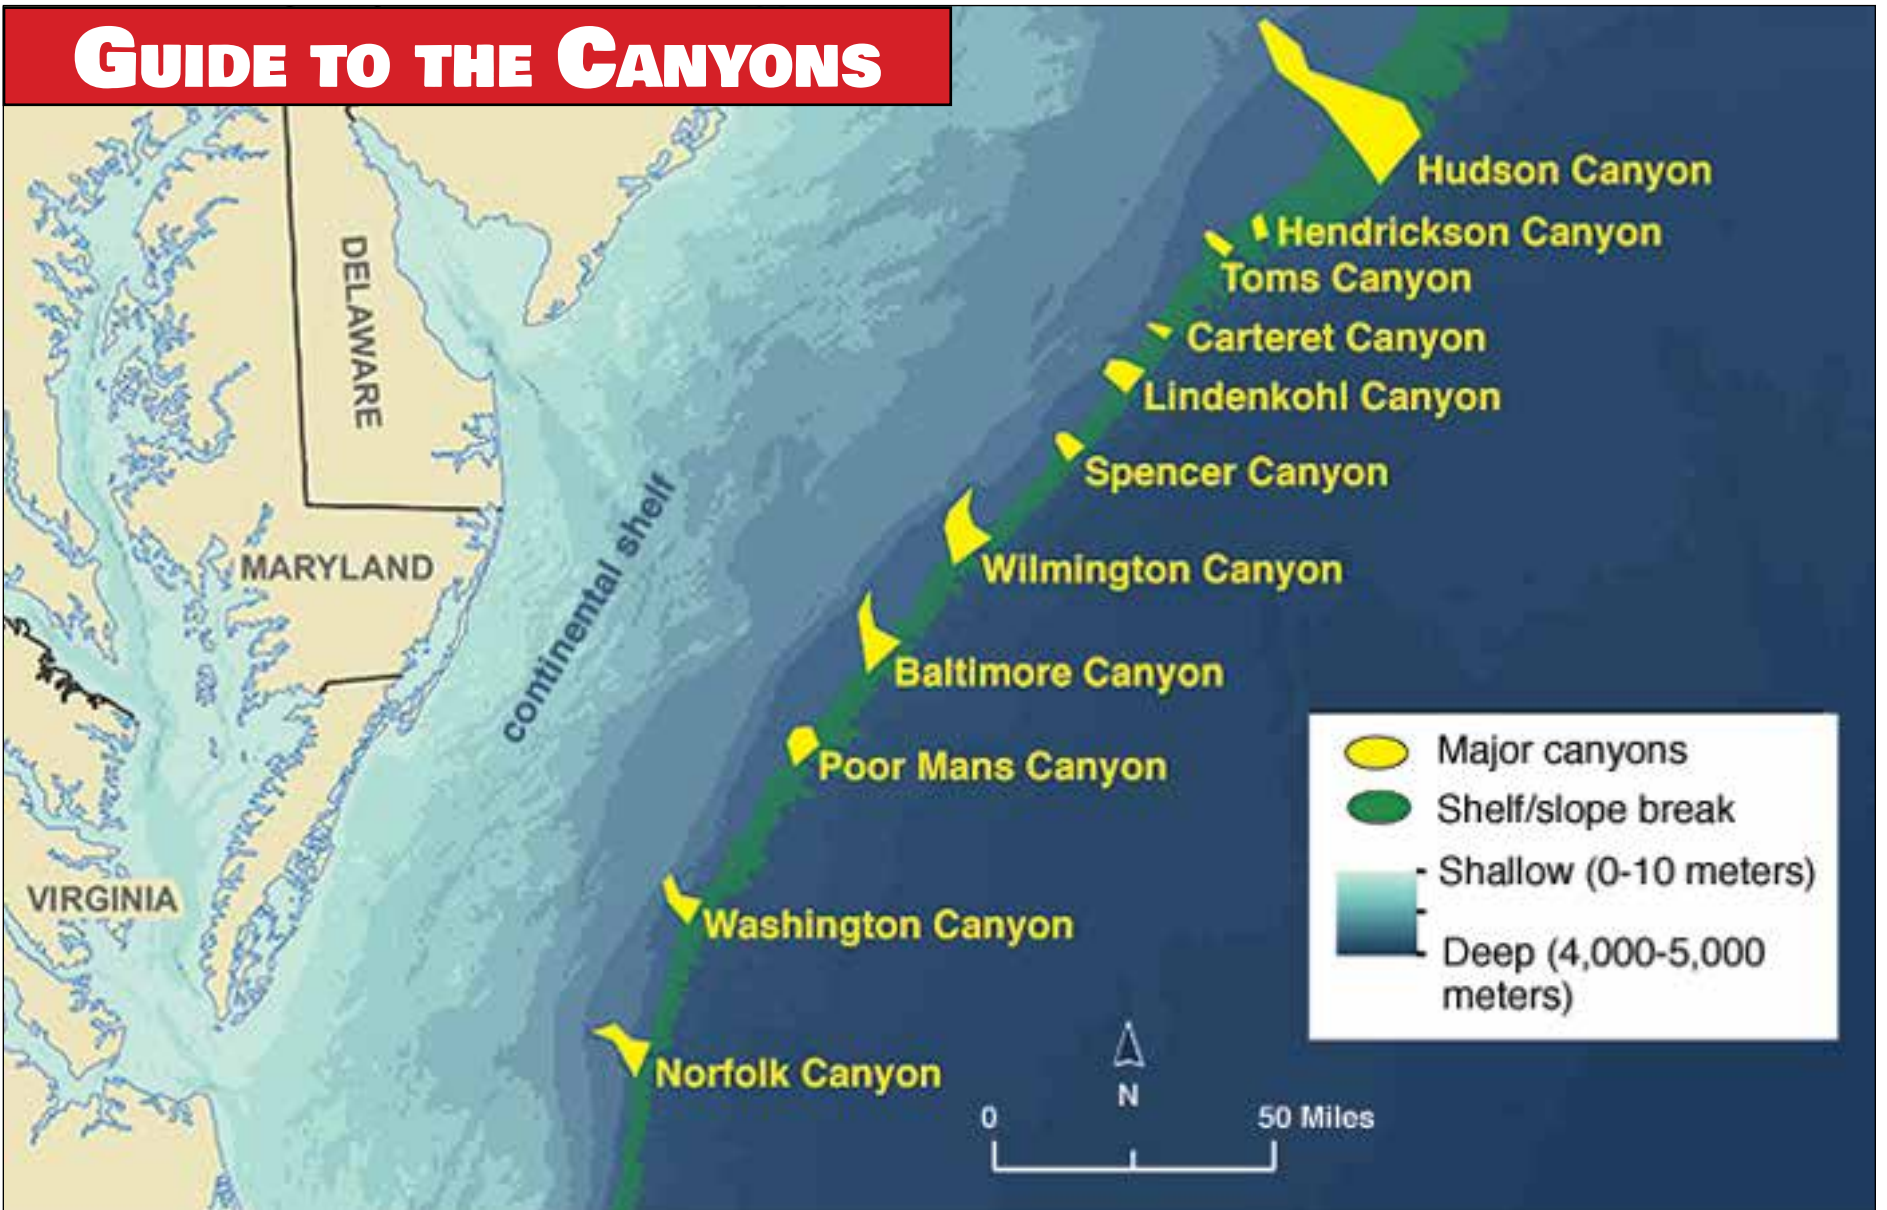 GUIDE TO THE CANYONS
Hudson Canyon
Hendrickson Canyon
Toms Canyon
DELAWARE
Carteret Canyon
Lindenkohl Canyon
Spencer Canyon
continental shelf
MARYLAND
Wilmington Canyon
Baltimore Canyon
Poor Mans Canyon
VIRGINIA
Washington Canyon
Norfolk Canyon
Major canyons
Shelf/slope break
Shallow (0-10 meters)
Deep (4,000-5,000
meters)
N
0 50 Miles